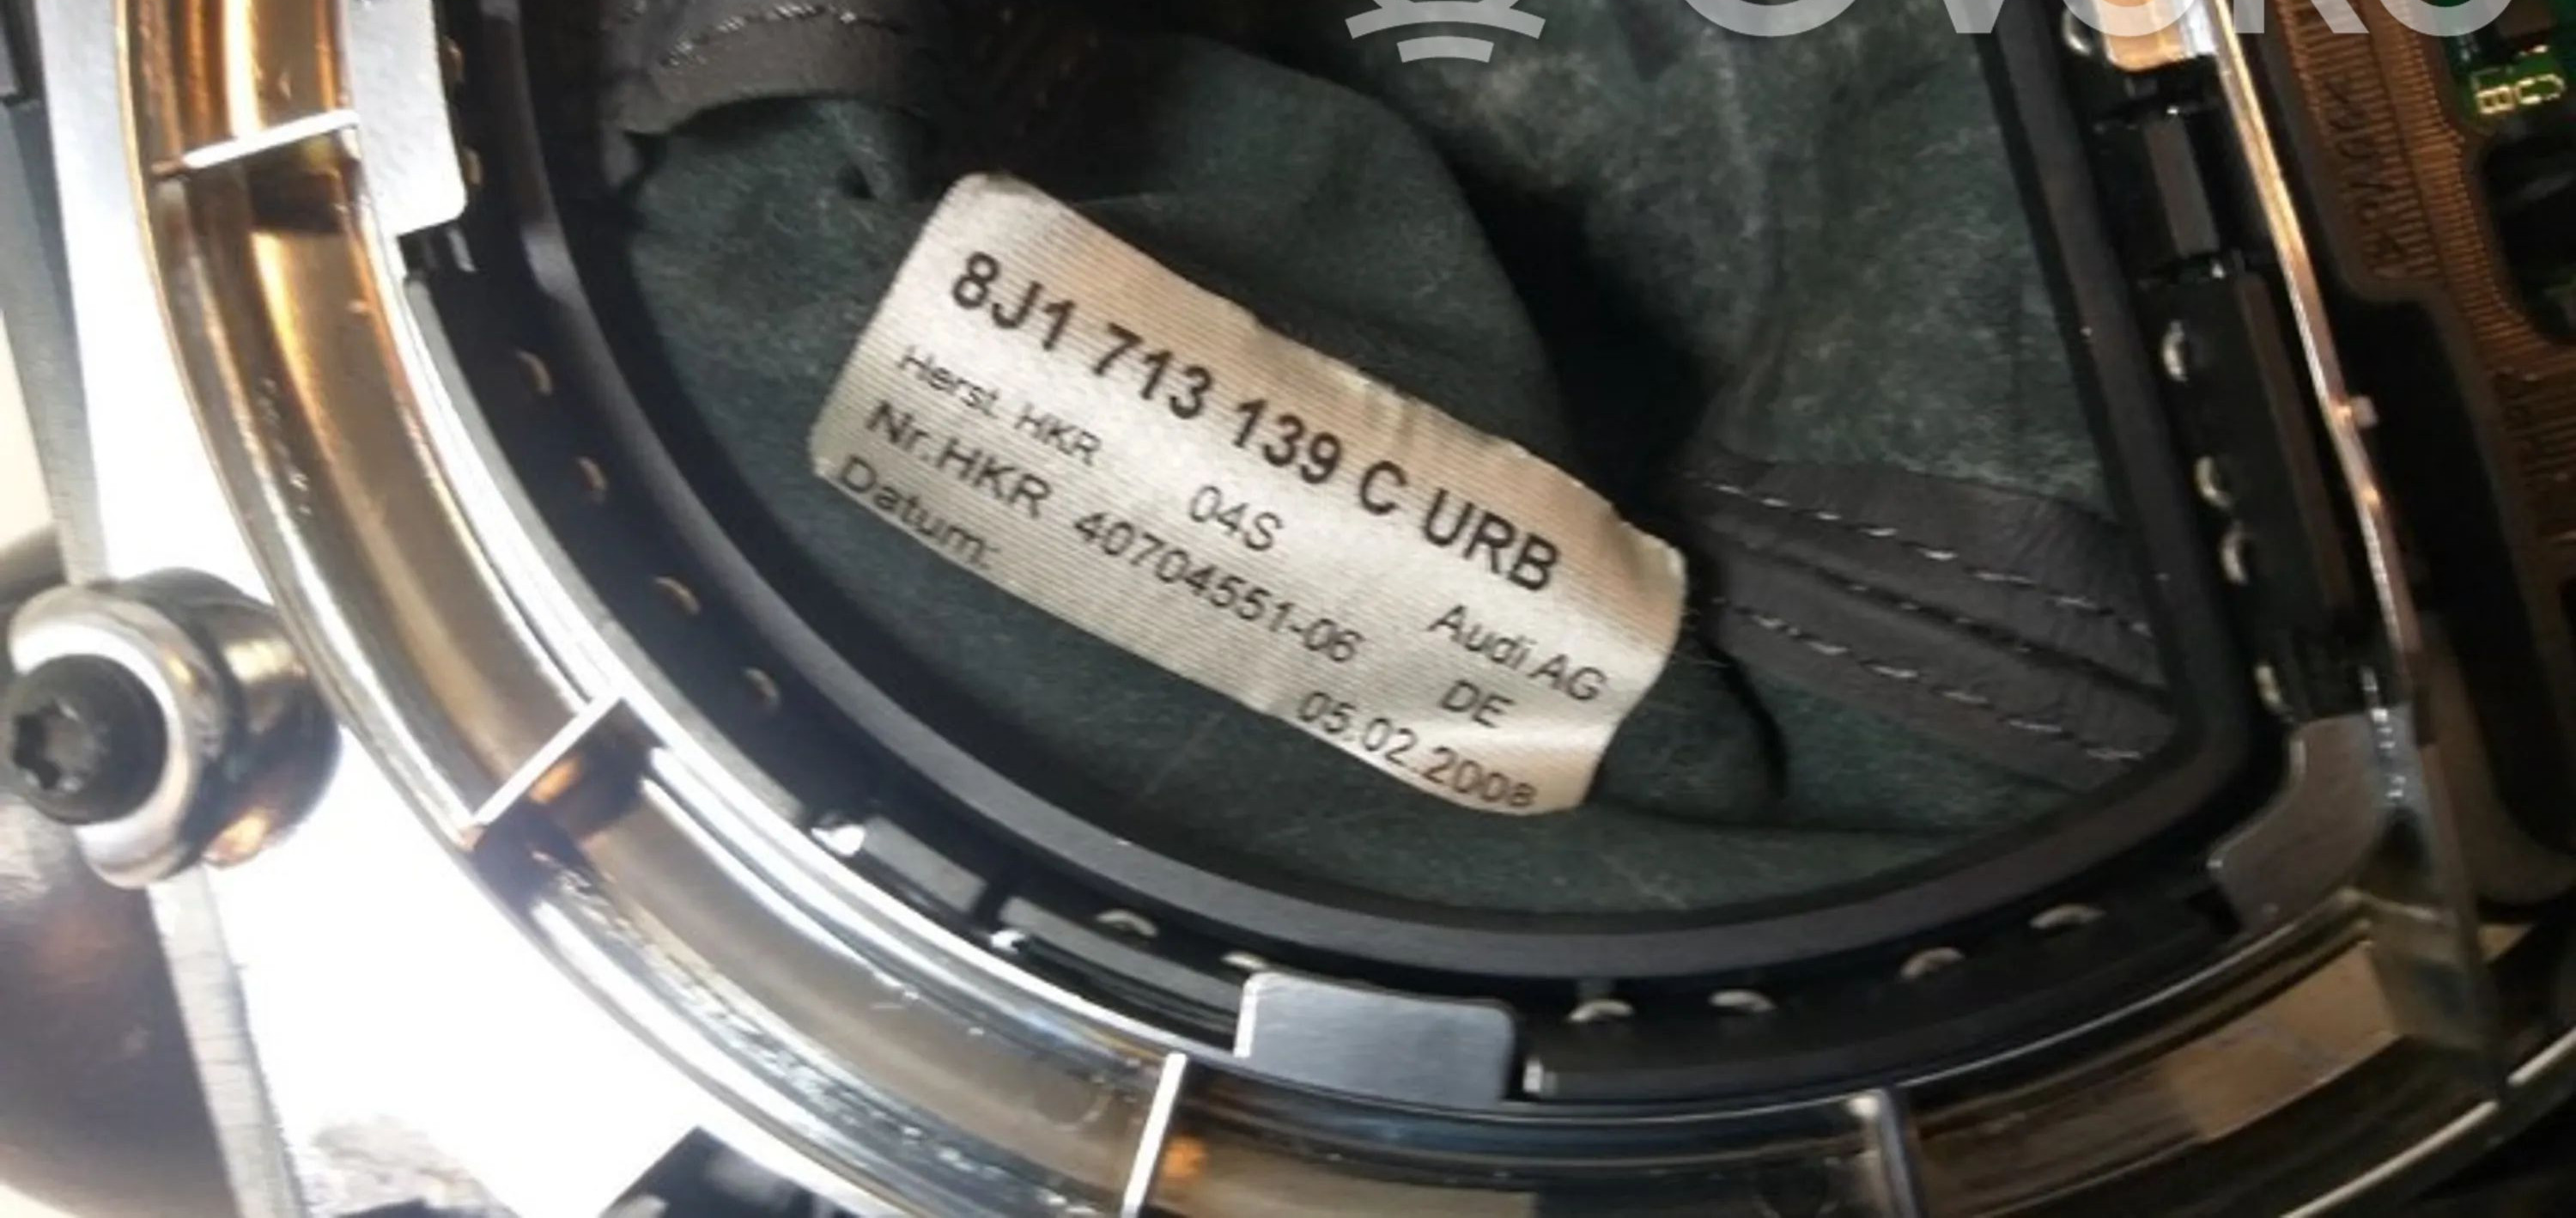 8J1 713 139 C URB
Herst. HKR 04S Audi AG
Nr.HKR 40704551-06 DE
Datum: 05.02.2008